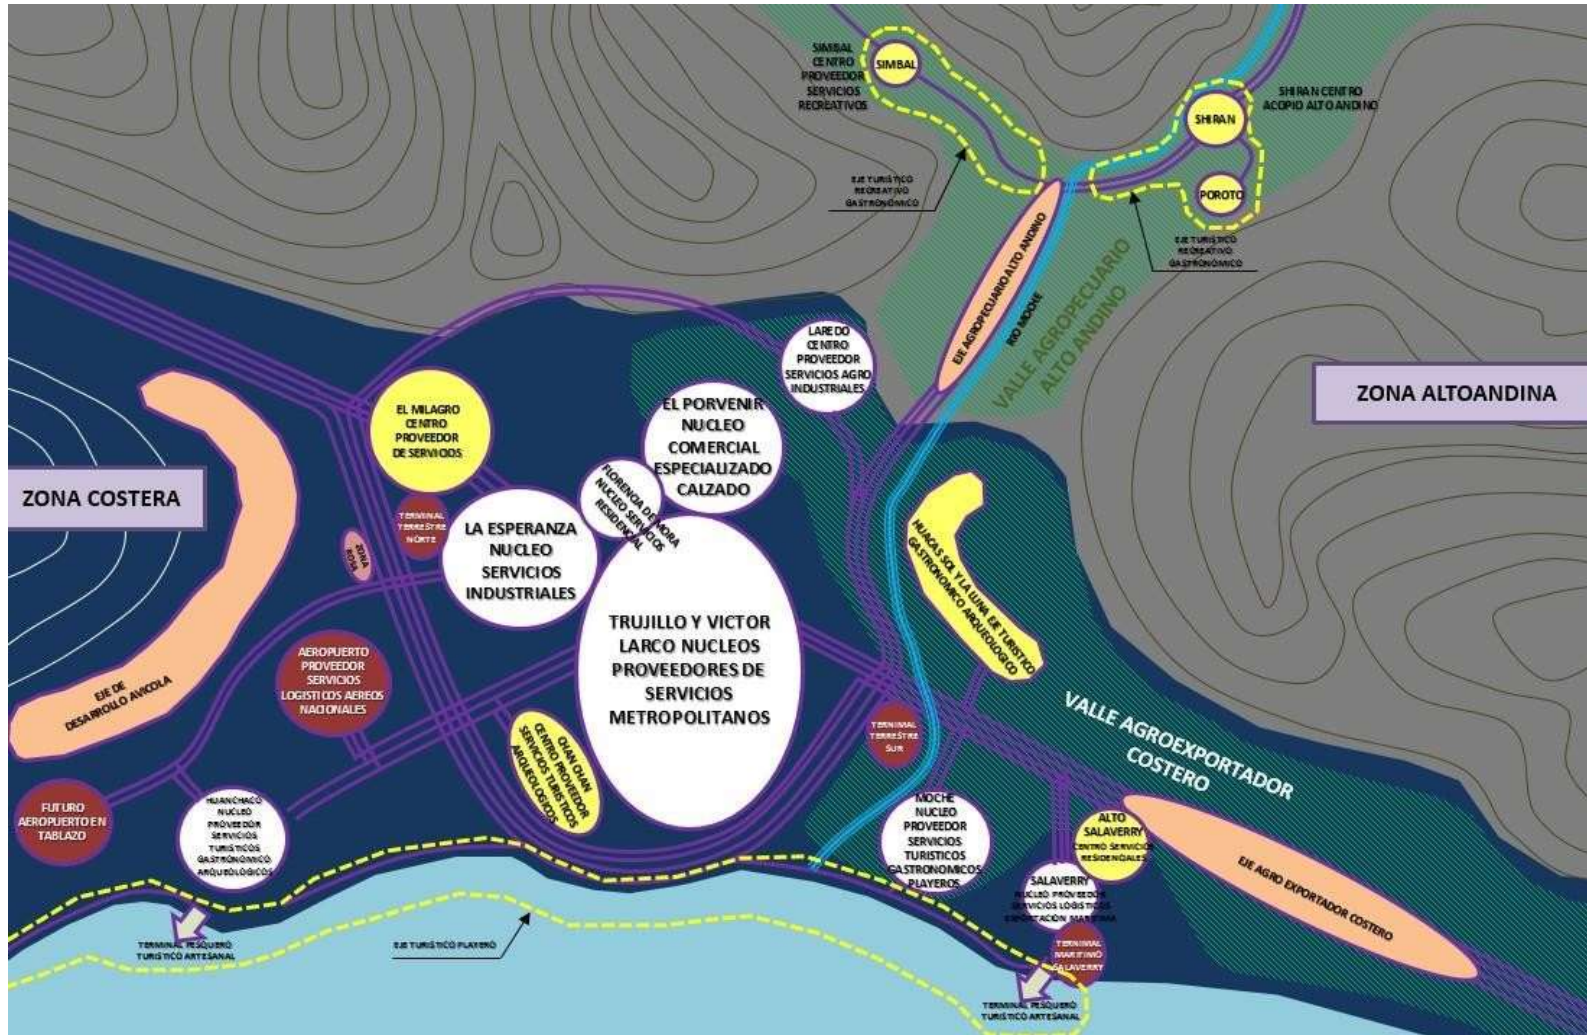 SIMBAL
CENTRO
PROVEEDOR
SERVICIOS
RECREATIVOS
SIMBAL
SHIRAN
SHIRAN CENTRO
ACOPIO ALTO ANDINO
POROTO
EJE TURISTICO
RECREATIVO
GASTRONÓMICO
EJE TURISTICO
RECREATIVO
GASTRONÓMICO
EJE AGROPECUARIO ALTO ANDINO
RIO MOCHE
VALLE AGROPECUARIO
ALTO ANDINO
ZONA ALTOANDINA
LAREDO
CENTRO
PROVEEDOR
SERVICIOS AGRO
INDUSTRIALES
EL MILAGRO
CENTRO
PROVEEDOR
DE SERVICIOS
EL PORVENIR
NUCLEO
COMERCIAL
ESPECIALIZADO
CALZADO
FLORENCIA DE MORA
NUCLEO SERVICIOS
RESIDENCIAL
ZONA COSTERA
TERMINAL
TERRESTRE
NORTE
ZONA
ROSA
LA ESPERANZA
NUCLEO
SERVICIOS
INDUSTRIALES
HUACAS SOL Y LA LUNA EJE TURISTICO
GASTRONOMICO ARQUEOLOGICO
TRUJILLO Y VICTOR
LARCO NUCLEOS
PROVEEDORES DE
SERVICIOS
METROPOLITANOS
AEROPUERTO
PROVEEDOR
SERVICIOS
LOGISTICOS AEREOS
NACIONALES
EJE DE
DESARROLLO AVICOLA
CHAN CHAN
CENTRO PROVEEDOR
SERVICIOS TURISTICOS
ARQUEOLOGICOS
TERNIMAL
TERRESTRE
SUR
VALLE AGROEXPORTADOR
COSTERO
FUTURO
AEROPUERTO EN
TABLAZO
HUANCHACO
NUCLEO
PROVEEDOR
SERVICIOS
TURISTICOS
GASTRONOMICO
ARQUEOLOGICOS
MOCHE
NUCLEO
PROVEEDOR
SERVICIOS
TURISTICOS
GASTRONOMICOS
PLAYEROS
ALTO
SALAVERRY
CENTRO SERVICIOS
RESIDENCIALES
SALAVERRY
NUCLEO PROVEEDOR
SERVICIOS LOGISTICOS
EXPORTACION MARITIMA
EJE AGRO EXPORTADOR COSTERO
TERNIMAL
MARITIMO
SALAVERRY
TERMINAL PESQUERO
TURISTICO ARTESANAL
EJE TURISTICO PLAYERO
TERMINAL PESQUERO
TURISTICO ARTESANAL